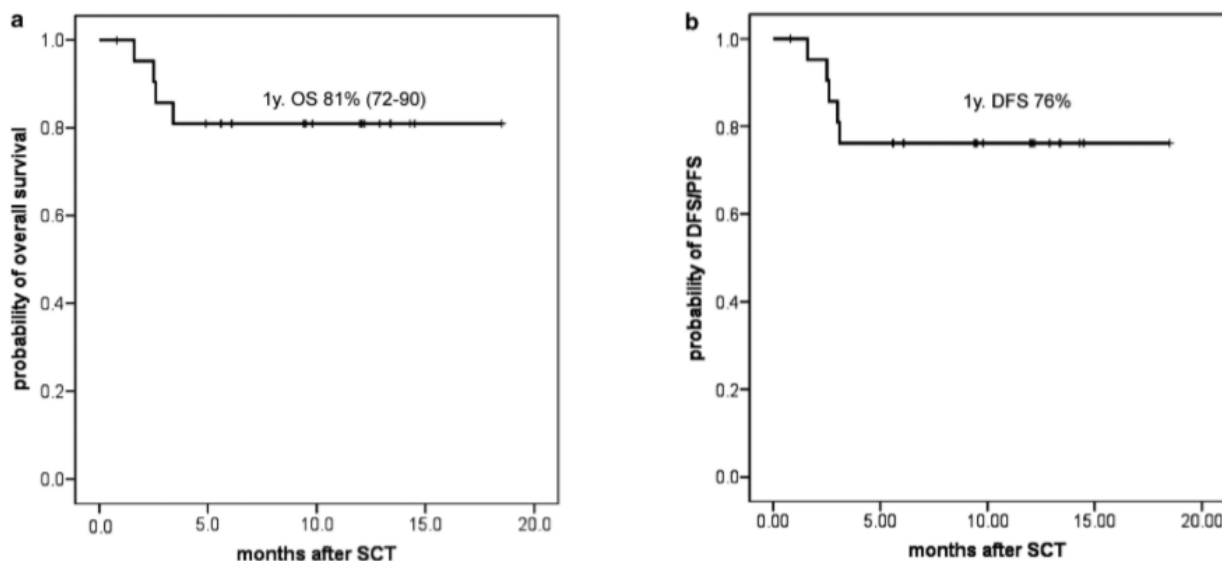 a
1y. OS 81% (72-90)
probability of overall survival
1.0
0.8
0.6
0.4
0.2
0.0
0.0 5.0 10.0 15.0 20.0
months after SCT
b
1y. DFS 76%
probability of DFS/PFS
1.0
0.8
0.6
0.4
0.2
0.0
0.00 5.00 10.00 15.00 20.00
months after SCT